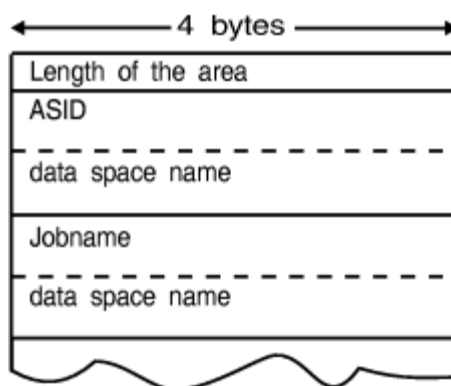 4 bytes
Length of the area
ASID
data space name
Jobname
data space name